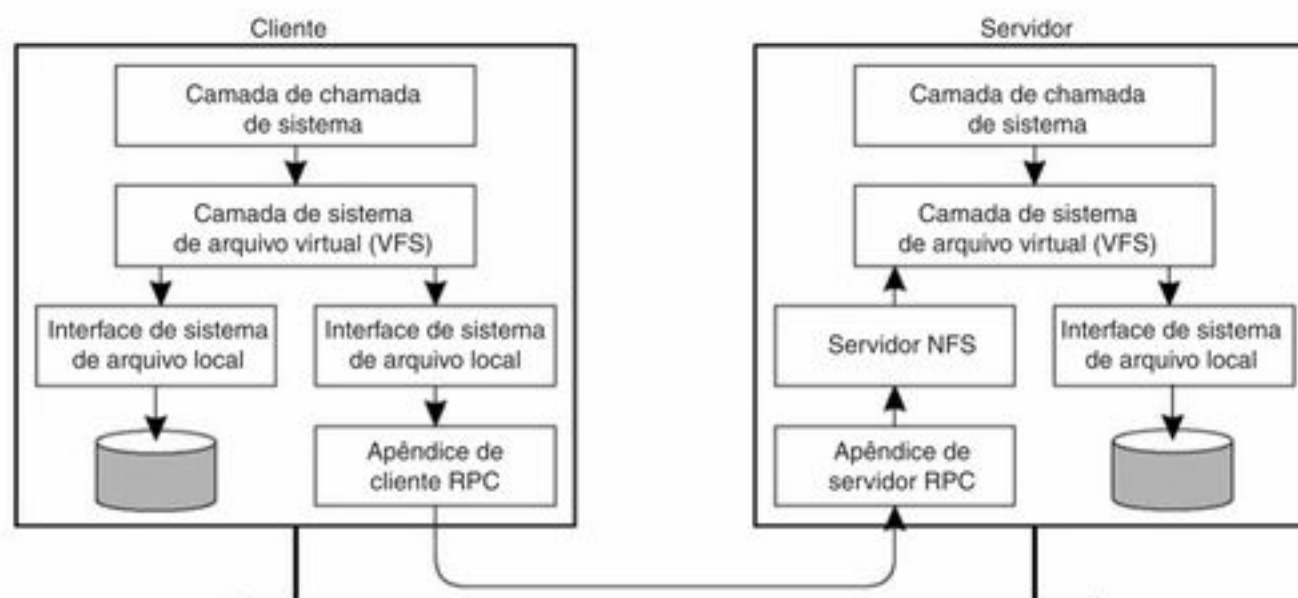 Cliente
Camada de chamada
de sistema
Camada de sistema
de arquivo virtual (VFS)
Interface de sistema
de arquivo local
Interface de sistema
de arquivo local
Apêndice de
cliente RPC
Servidor
Camada de chamada
de sistema
Camada de sistema
de arquivo virtual (VFS)
Servidor NFS
Interface de sistema
de arquivo local
Apêndice de
servidor RPC